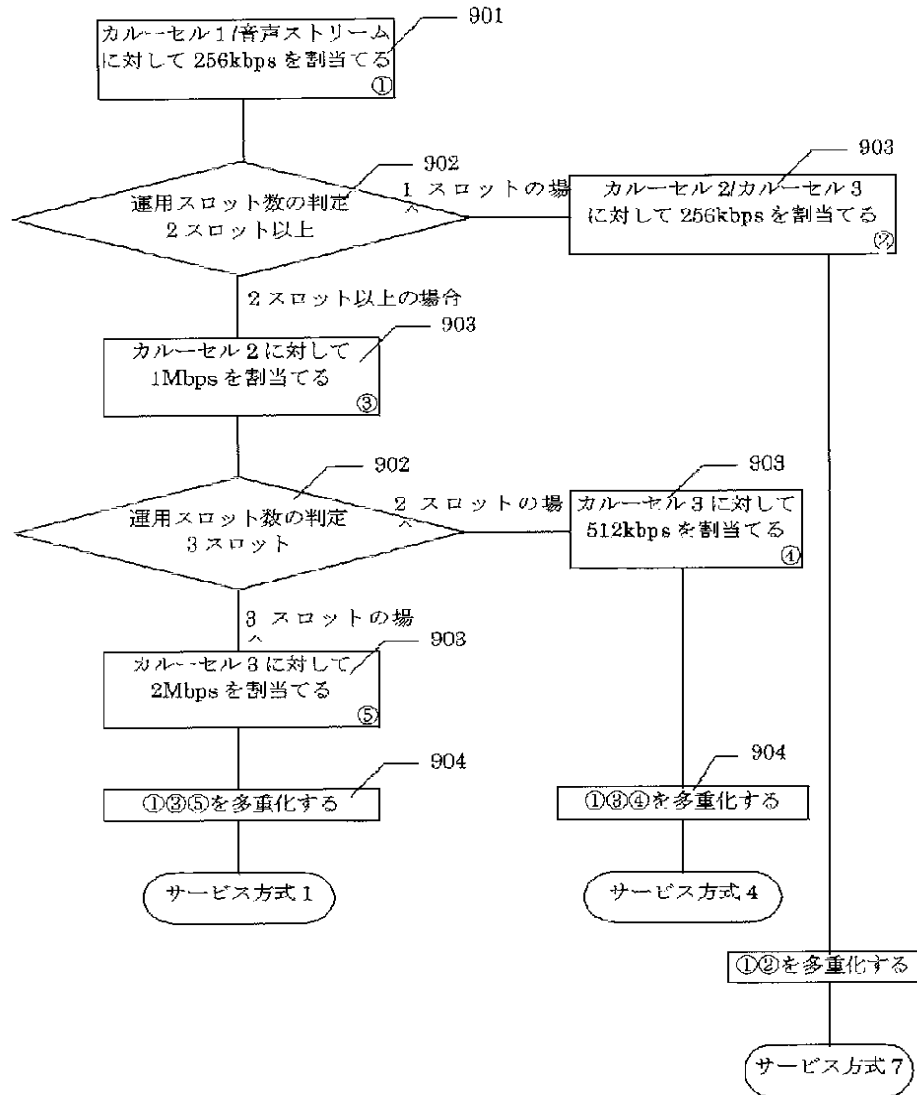 カルーセル1/音声ストリーム
に対して256kbpsを割当てる
①
901
902
運用スロット数の判定
2スロット以上
1 スロットの場
903
カルーセル2/カルーセル3
に対して256kbpsを割当てる
②
2スロット以上の場合
903
カルーセル2に対して
1Mbpsを割当てる
③
902
運用スロット数の判定
3スロット
2 スロットの場
903
カルーセル3に対して
512kbpsを割当てる
④
3 スロットの場
903
カルーセル3に対して
2Mbpsを割当てる
⑤
904
①③⑤を多重化する
904
①③④を多重化する
サービス方式1
サービス方式4
①②を多重化する
サービス方式7